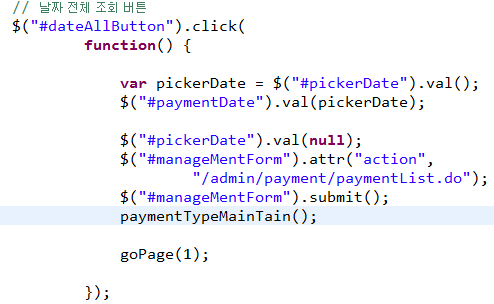 // 날짜 전체 조회 버튼
$("#dateAllButton").click(
function() {
var pickerDate = $("#pickerDate").val();
$("#paymentDate").val(pickerDate);
$("#pickerDate").val(null);
$("#manageMentForm").attr("action",
"/admin/payment/paymentList.do");
$("#manageMentForm").submit();
paymentTypeMainTain();
goPage(1);
});